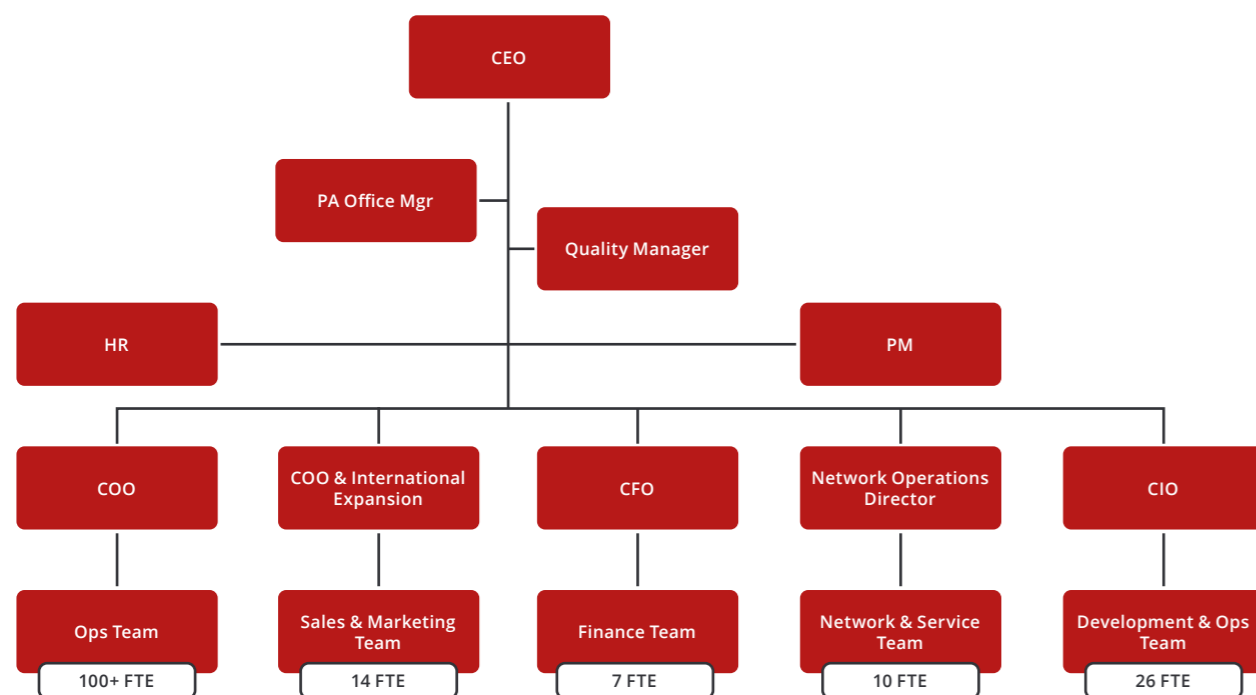 CEO
PA Office Mgr
Quality Manager
HR
PM
COO
COO & International
Expansion
CFO
Network Operations
Director
CIO
Ops Team
Sales & Marketing
Team
Finance Team
Network & Service
Team
Development & Ops
Team
100+ FTE
14 FTE
7 FTE
10 FTE
26 FTE